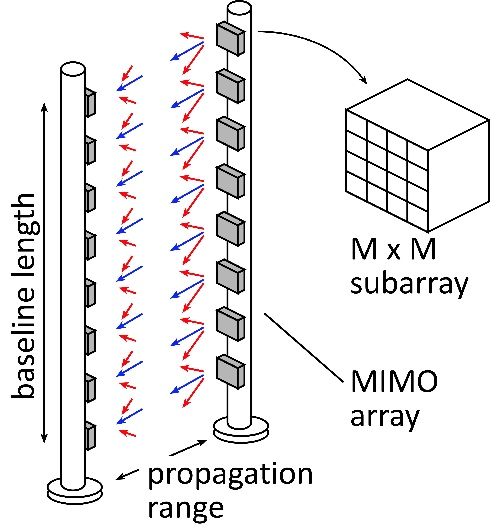 baseline length
M x M
subarray
MIMO
array
propagation
range